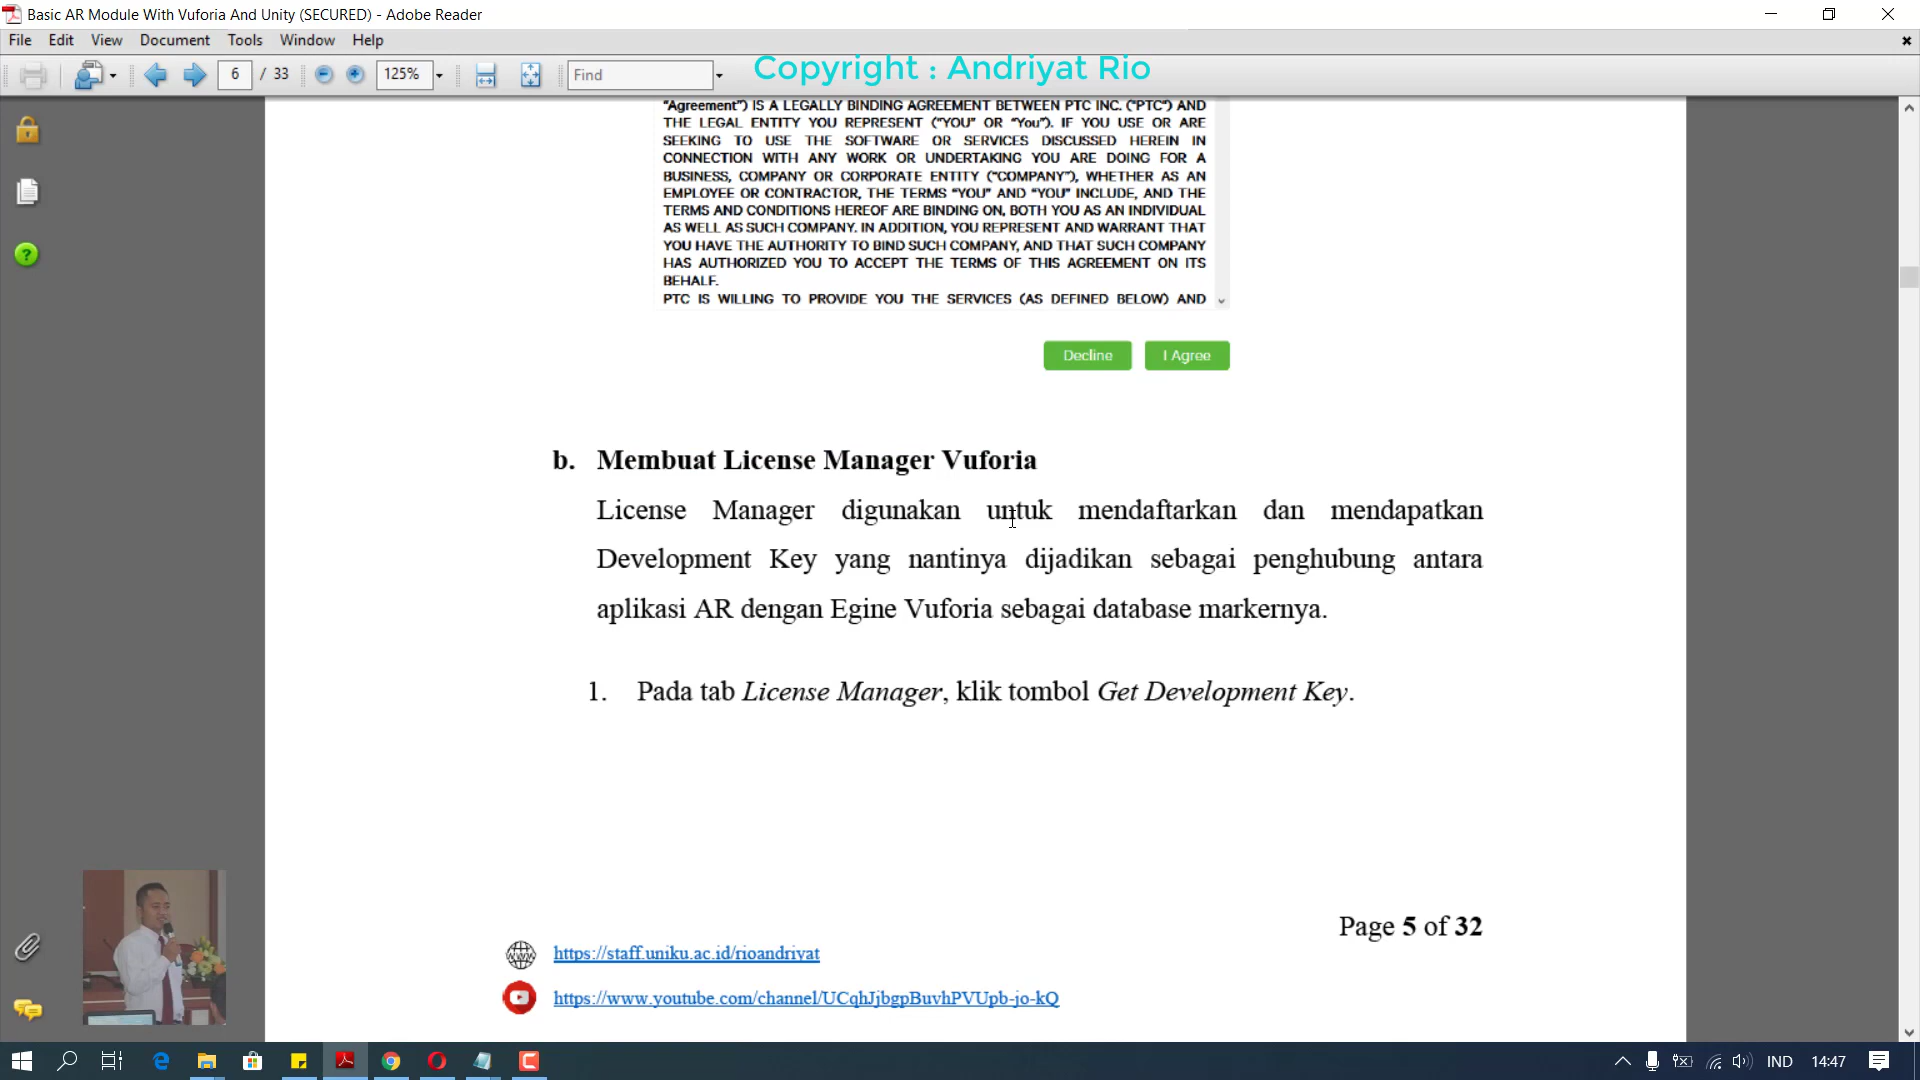 Basic AR Module With Vuforia And Unity (SECURED) - Adobe Reader
File Edit View Document Tools Window Help
6 / 33 125% Find
Copyright : Andriyat Rio
“Agreement”) IS A LEGALLY BINDING AGREEMENT BETWEEN PTC INC. (“PTC”) AND
THE LEGAL ENTITY YOU REPRESENT (“YOU” OR “You”). IF YOU USE OR ARE
SEEKING TO USE THE SOFTWARE OR SERVICES DISCUSSED HEREIN IN
CONNECTION WITH ANY WORK OR UNDERTAKING YOU ARE DOING FOR A
BUSINESS, COMPANY OR CORPORATE ENTITY (“COMPANY”), WHETHER AS AN
EMPLOYEE OR CONTRACTOR, THE TERMS “YOU” AND “YOU” INCLUDE, AND THE
TERMS AND CONDITIONS HEREOF ARE BINDING ON, BOTH YOU AS AN INDIVIDUAL
AS WELL AS SUCH COMPANY. IN ADDITION, YOU REPRESENT AND WARRANT THAT
YOU HAVE THE AUTHORITY TO BIND SUCH COMPANY, AND THAT SUCH COMPANY
HAS AUTHORIZED YOU TO ACCEPT THE TERMS OF THIS AGREEMENT ON ITS
BEHALF.
PTC IS WILLING TO PROVIDE YOU THE SERVICES (AS DEFINED BELOW) AND
Decline I Agree
b. Membuat License Manager Vuforia
License Manager digunakan untuk mendaftarkan dan mendapatkan
Development Key yang nantinya dijadikan sebagai penghubung antara
aplikasi AR dengan Egine Vuforia sebagai database markernya.
1. Pada tab License Manager, klik tombol Get Development Key.
Page 5 of 32
https://staff.uniku.ac.id/rioandriyat
https://www.youtube.com/channel/UCqhJjbgpBuvhPVUpb-jo-kQ
IND 14:47